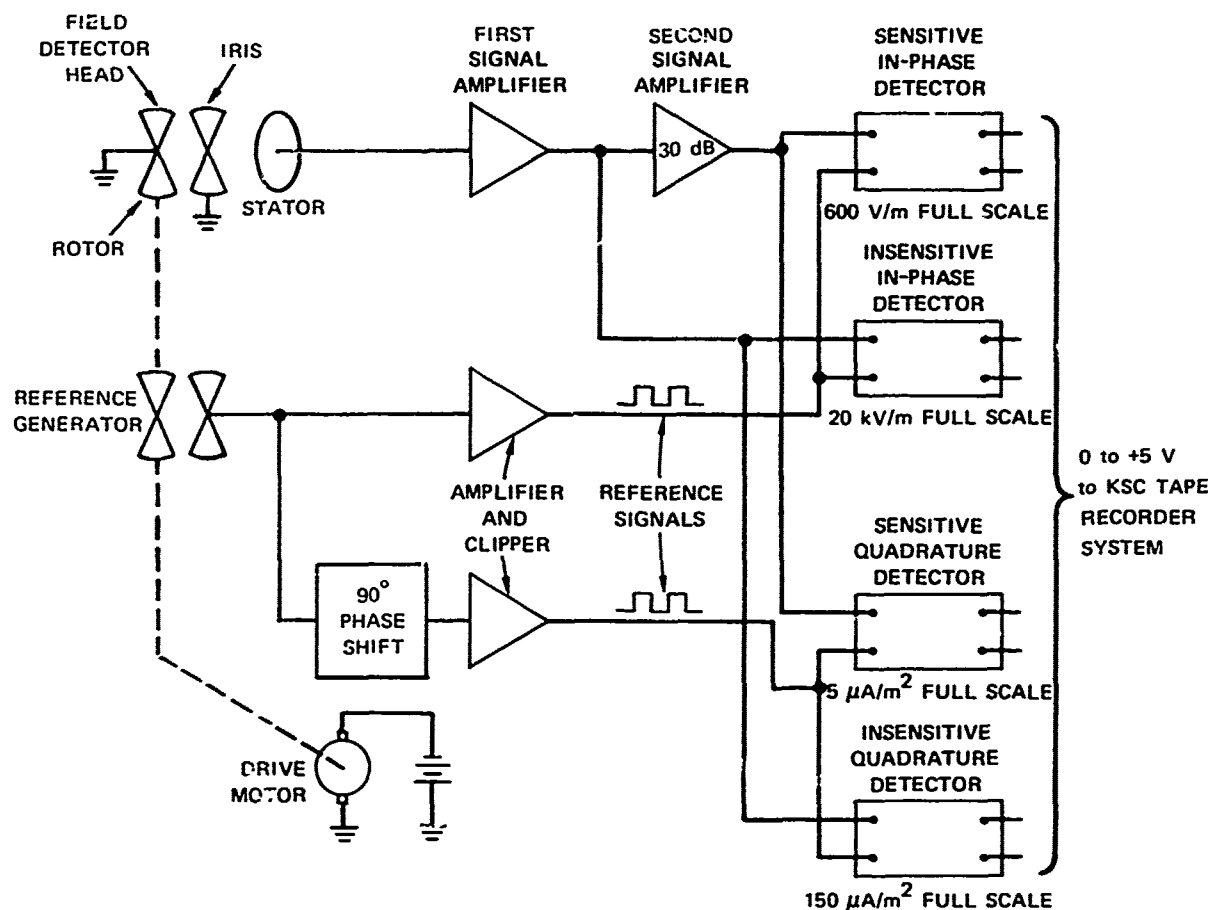 FIELD
DETECTOR
HEAD
IRIS
FIRST
SIGNAL
AMPLIFIER
SECOND
SIGNAL
AMPLIFIER
SENSITIVE
IN-PHASE
DETECTOR
30 dB
STATOR
ROTOR
600 V/m FULL SCALE
INSENSITIVE
IN-PHASE
DETECTOR
REFERENCE
GENERATOR
20 kV/m FULL SCALE
AMPLIFIER
AND
CLIPPER
REFERENCE
SIGNALS
0 to +5 V
to KSC TAPE
RECORDER
SYSTEM
SENSITIVE
QUADRATURE
DETECTOR
90°
PHASE
SHIFT
5 μA/m² FULL SCALE
INSENSITIVE
QUADRATURE
DETECTOR
DRIVE
MOTOR
150 μA/m² FULL SCALE